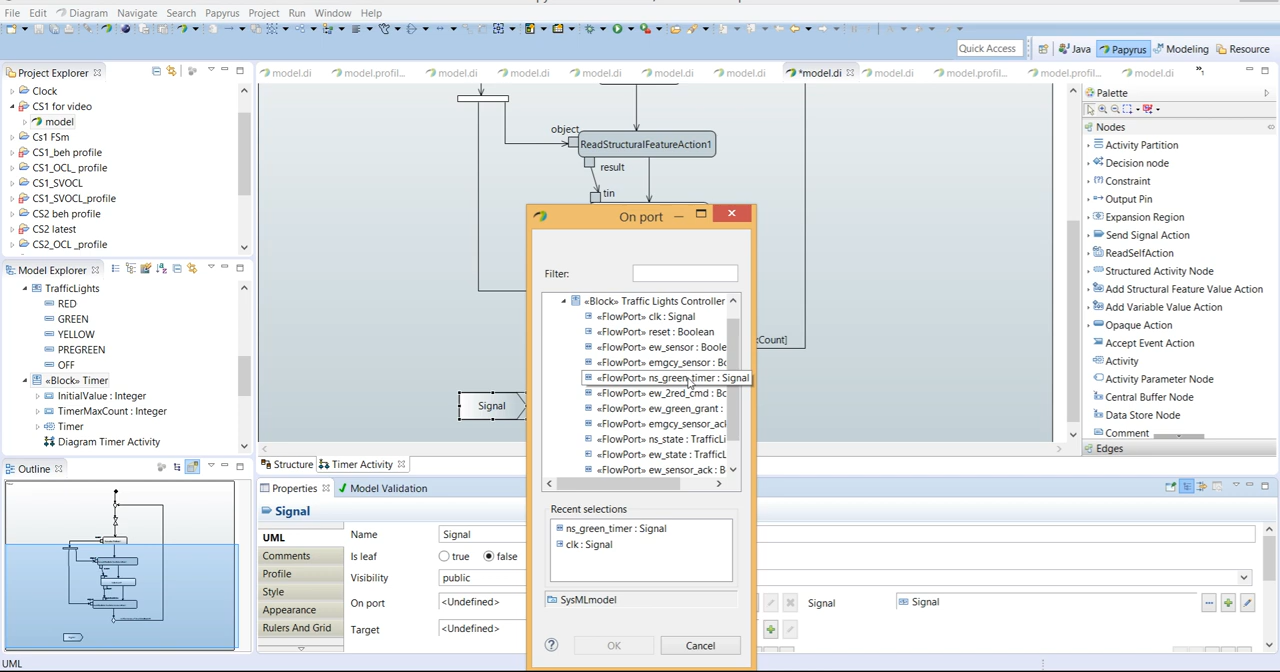 File Edit Diagram Navigate Search Papyrus Project Run Window Help
Quick Access Java Papyrus Modeling Resource
Project Explorer
model.di model.profil... model.di model.di model.di model.di model.di *model.di model.di model.profil... model.profil... model.di
Clock
CS1 for video
model
Cs1 FSm
CS1_beh profile
CS1_OCL_ profile
CS1_SVOCL
CS1_SVOCL_profile
CS2 beh profile
CS2 latest
CS2_OCL _profile
Model Explorer
TrafficLights
RED
GREEN
YELLOW
PREGREEN
OFF
«Block» Timer
InitialValue : Integer
TimerMaxCount : Integer
Timer
Diagram Timer Activity
Outline
UML
object
ReadStructuralFeatureAction1
result
tin
Signal
:Count]
Structure Timer Activity
On port
Filter:
«Block» Traffic Lights Controller
«FlowPort» clk : Signal
«FlowPort» reset : Boolean
«FlowPort» ew_sensor : Boole
«FlowPort» emgcy_sensor : Bc
«FlowPort» ns_green_timer : Signal
«FlowPort» ew_2red_cmd : Bc
«FlowPort» ew_green_grant :
«FlowPort» emgcy_sensor_ack
«FlowPort» ns_state : TrafficLi
«FlowPort» ew_state : TrafficL
«FlowPort» ew_sensor_ack : B
Recent selections
ns_green_timer : Signal
clk : Signal
SysMLmodel
OK Cancel
Palette
Nodes
Activity Partition
Decision node
Constraint
Output Pin
Expansion Region
Send Signal Action
ReadSelfAction
Structured Activity Node
Add Structural Feature Value Action
Add Variable Value Action
Opaque Action
Accept Event Action
Activity
Activity Parameter Node
Central Buffer Node
Data Store Node
Comment
Edges
Properties Model Validation
Signal
UML
Comments
Profile
Style
Appearance
Rulers And Grid
Name Signal
Is leaf true false
Visibility public
On port <Undefined> Signal Signal
Target <Undefined>